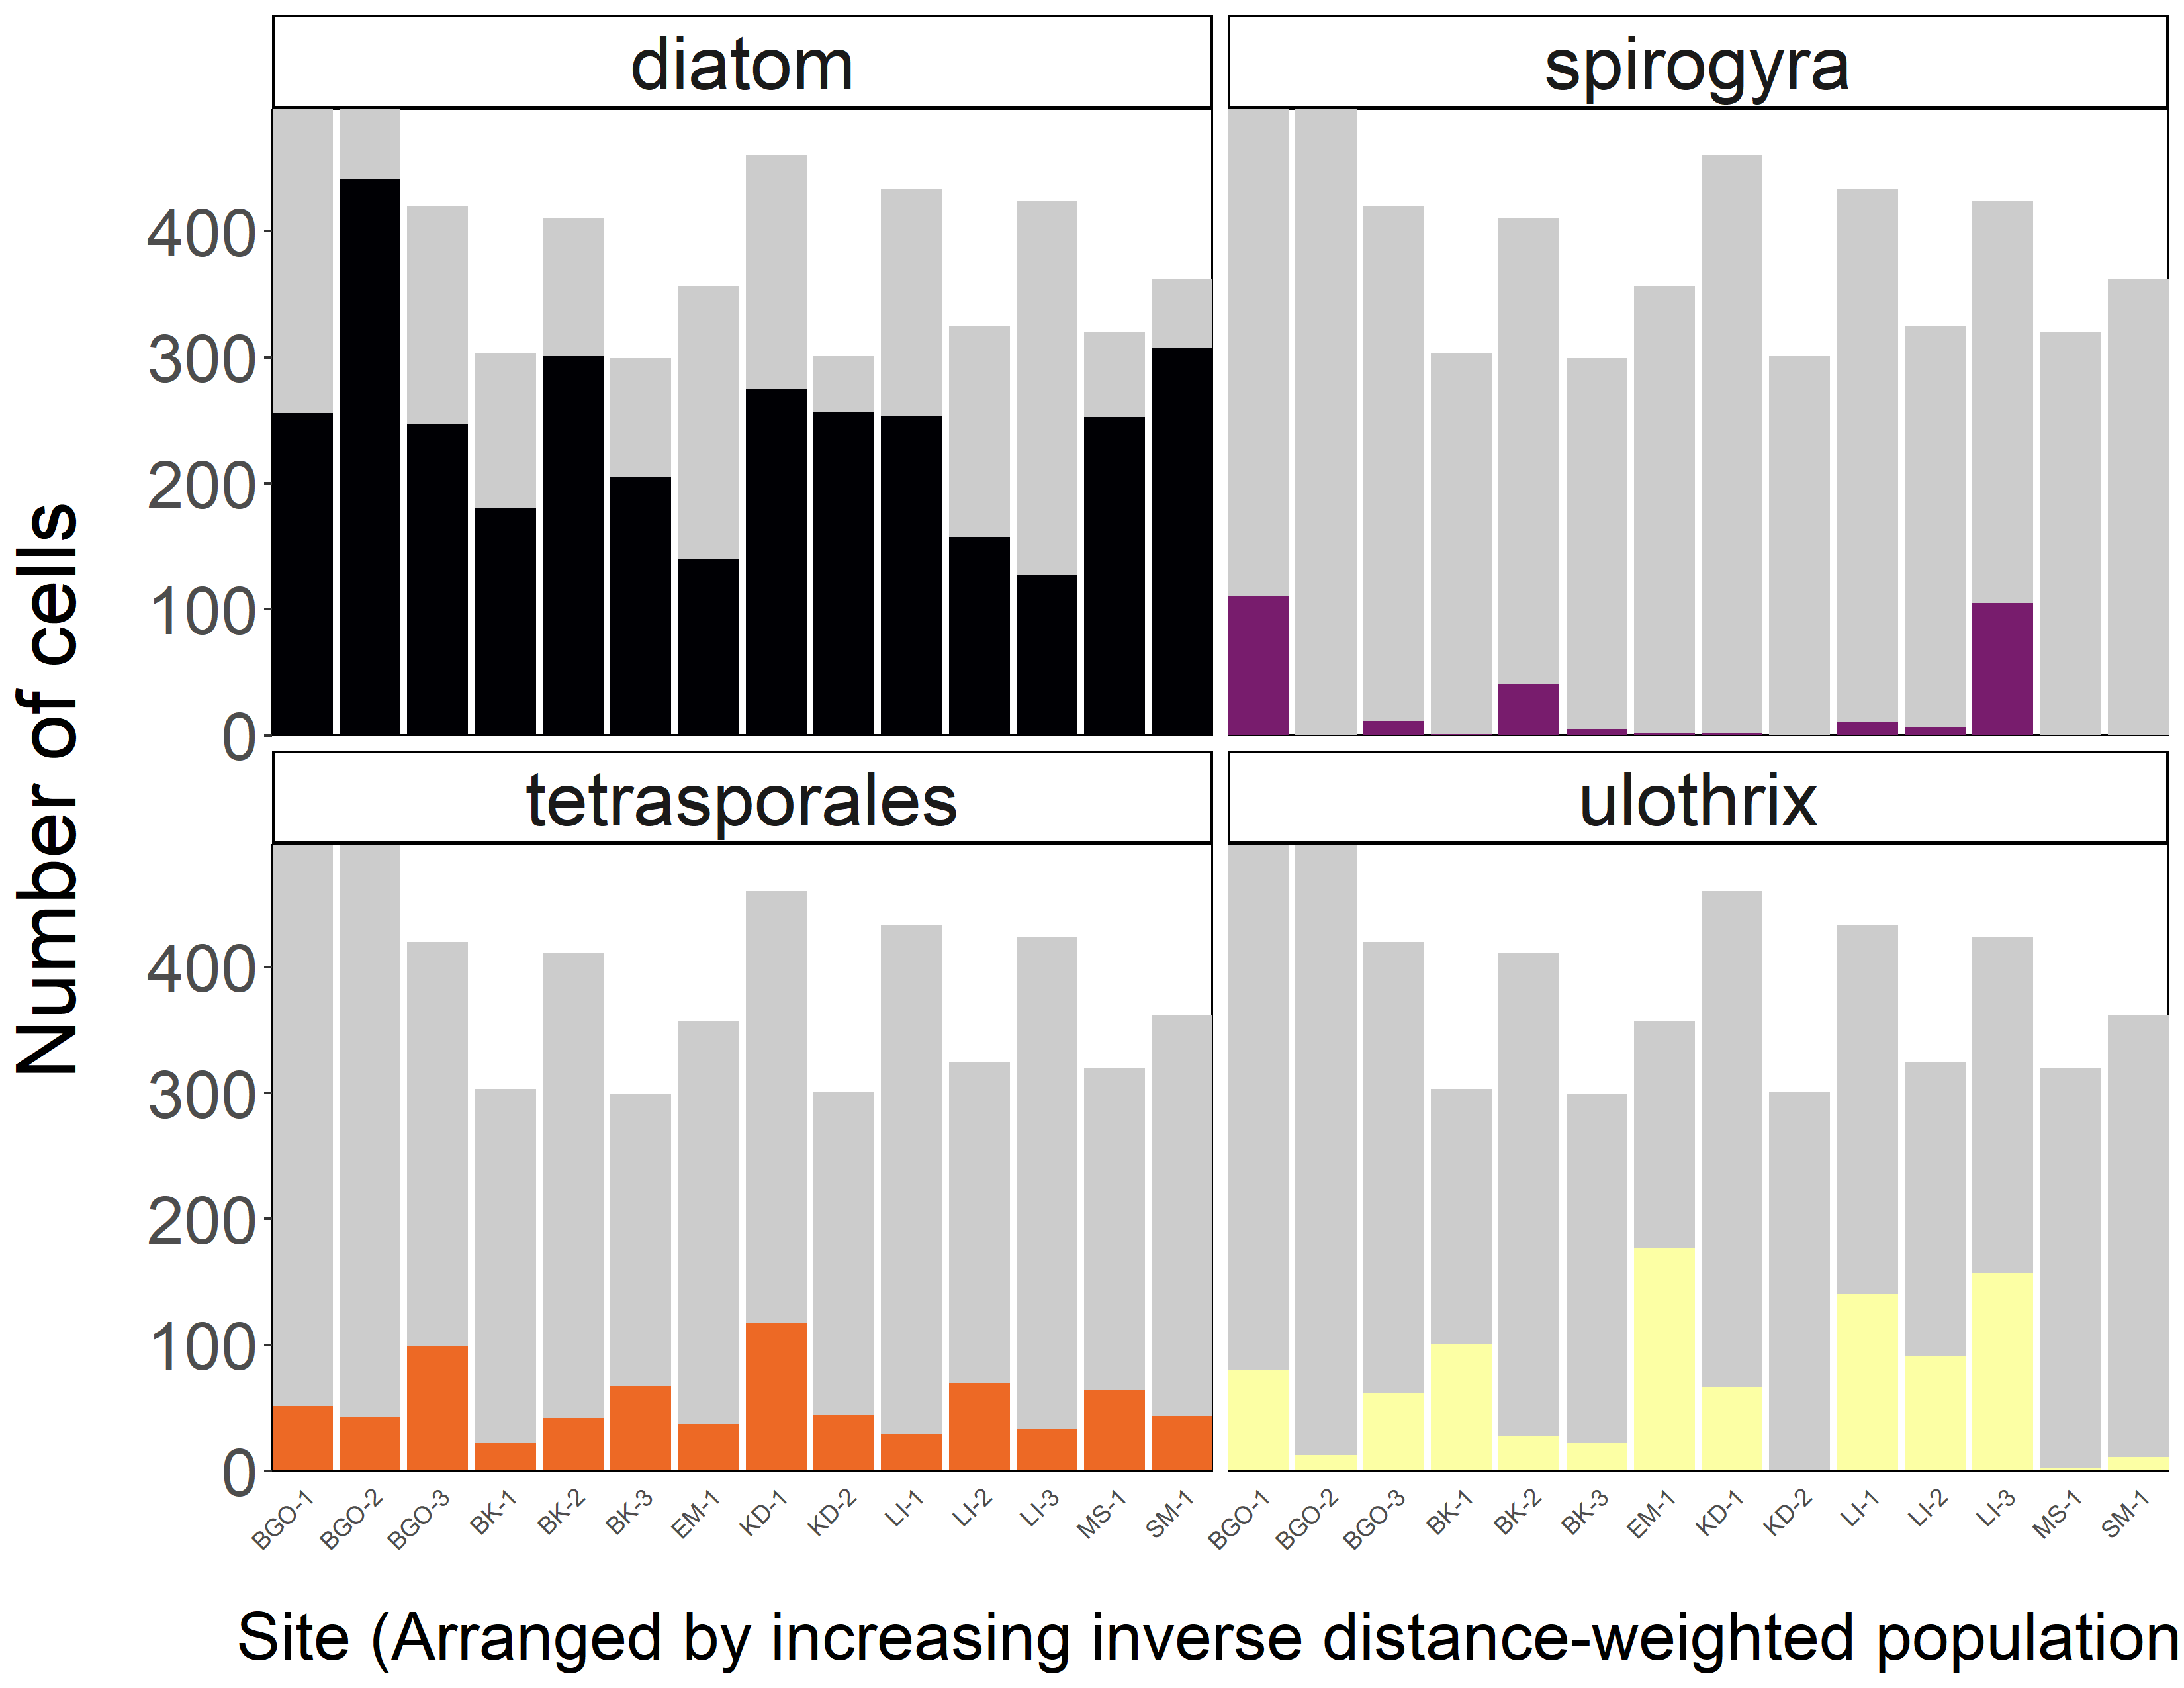 diatom
spirogyra
400
300
200
100
0
tetrasporales
ulothrix
400
300
200
100
0
Number of cells
BGO-1 BGO-2 BGO-3 BK-1 BK-2 BK-3 EM-1 KD-1 KD-2 LI-1 LI-2 LI-3 MS-1 SM-1
BGO-1 BGO-2 BGO-3 BK-1 BK-2 BK-3 EM-1 KD-1 KD-2 LI-1 LI-2 LI-3 MS-1 SM-1
Site (Arranged by increasing inverse distance-weighted population